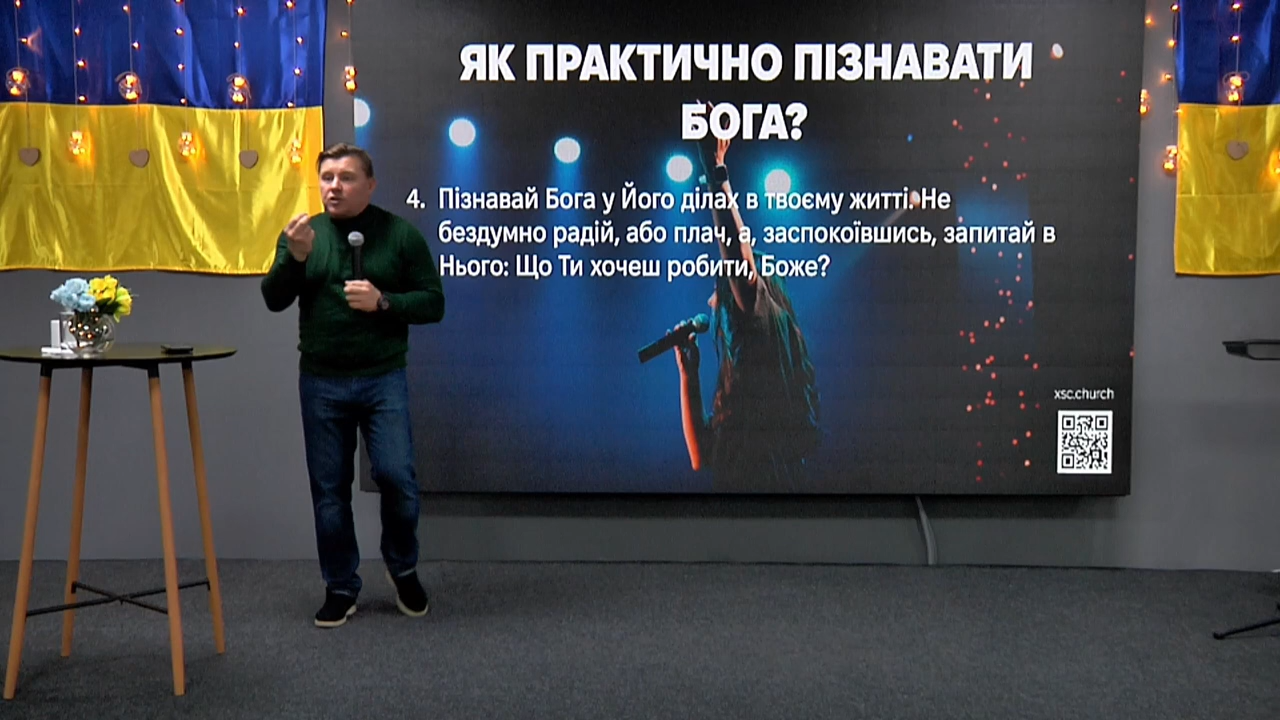 ЯК ПРАКТИЧНО ПІЗНАВАТИ
БОГА?
4. Пізнавай Бога у Його ділах в твоєму житті. Не
бездумно радій, або плач, а, заспокоївшись, запитай в
Нього: Що Ти хочеш робити, Боже?
xsc.church